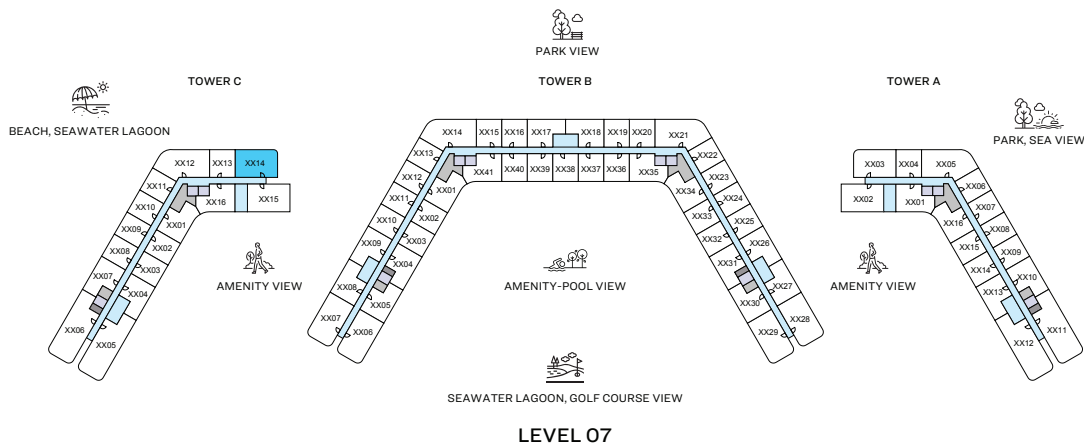 PARK VIEW
TOWER C
TOWER B
TOWER A
BEACH, SEAWATER LAGOON
PARK, SEA VIEW
XX12
XX13
XX14
XX11
XX10
XX09
XX08
XX07
XX06
XX05
XX04
XX03
XX02
XX01
XX16
XX15
XX14
XX15
XX16
XX17
XX18
XX19
XX20
XX21
XX13
XX12
XX11
XX10
XX09
XX08
XX07
XX06
XX05
XX04
XX03
XX02
XX01
XX41
XX40
XX39
XX38
XX37
XX36
XX35
XX34
XX33
XX32
XX31
XX30
XX29
XX22
XX23
XX24
XX25
XX26
XX27
XX28
XX03
XX04
XX05
XX02
XX01
XX16
XX15
XX14
XX13
XX12
XX06
XX07
XX08
XX09
XX10
XX11
AMENITY VIEW
AMENITY-POOL VIEW
AMENITY VIEW
SEAWATER LAGOON, GOLF COURSE VIEW
LEVEL 07